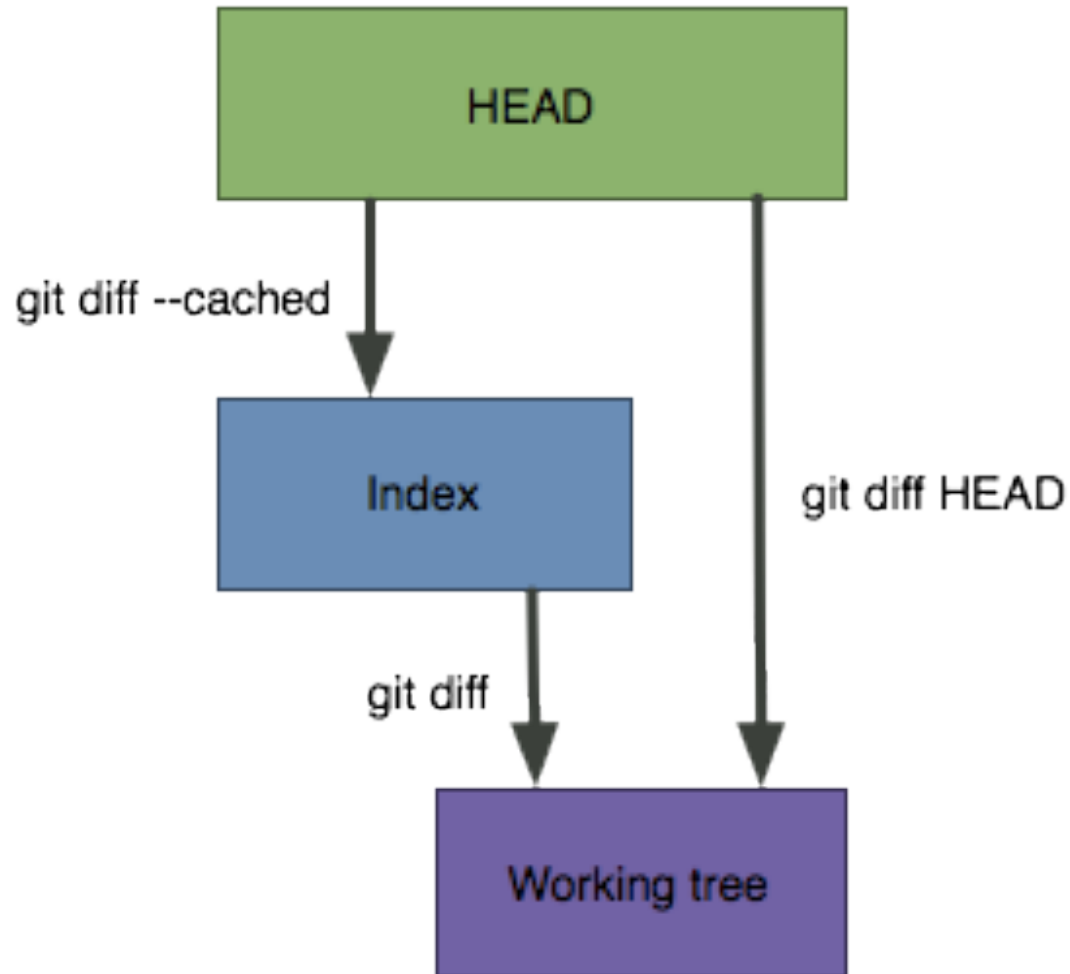 HEAD
git diff --cached
Index
git diff HEAD
git diff
Working tree